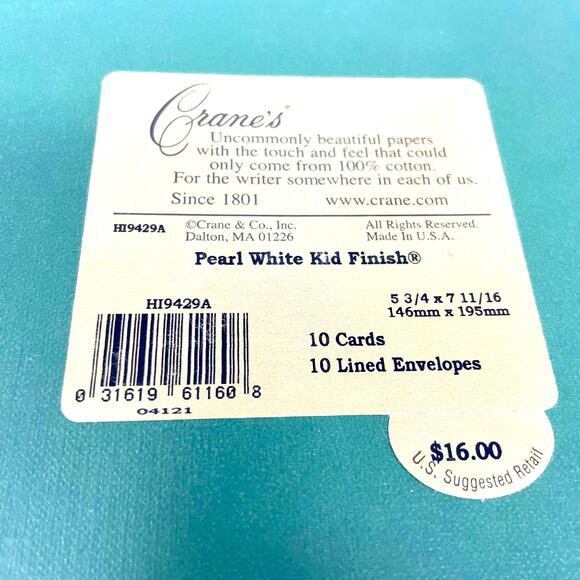 Crane's®
Uncommonly beautiful papers
with the touch and feel that could
only come from 100% cotton.
For the writer somewhere in each of us.
Since 1801 www.crane.com
HI9429A ©Crane & Co., Inc. All Rights Reserved.
Dalton, MA 01226 Made In U.S.A.
Pearl White Kid Finish®
HI9429A
5 3/4 x 7 11/16
146mm x 195mm
10 Cards
10 Lined Envelopes
0 31619 61160 8
04121
$16.00
U.S. Suggested Retail